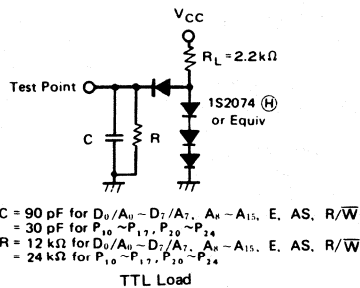 VCC
RL = 2.2kΩ
Test Point
1S2074 Ⓗ
or Equiv
C
R
C = 90 pF for D0/A0 ~ D7/A7, A8 ~ A15, E, AS, R/W̅
= 30 pF for P10 ~ P17, P20 ~ P24
R = 12 kΩ for D0/A0 ~ D7/A7, A8 ~ A15, E, AS, R/W̅
= 24 kΩ for P10 ~ P17, P20 ~ P24
TTL Load